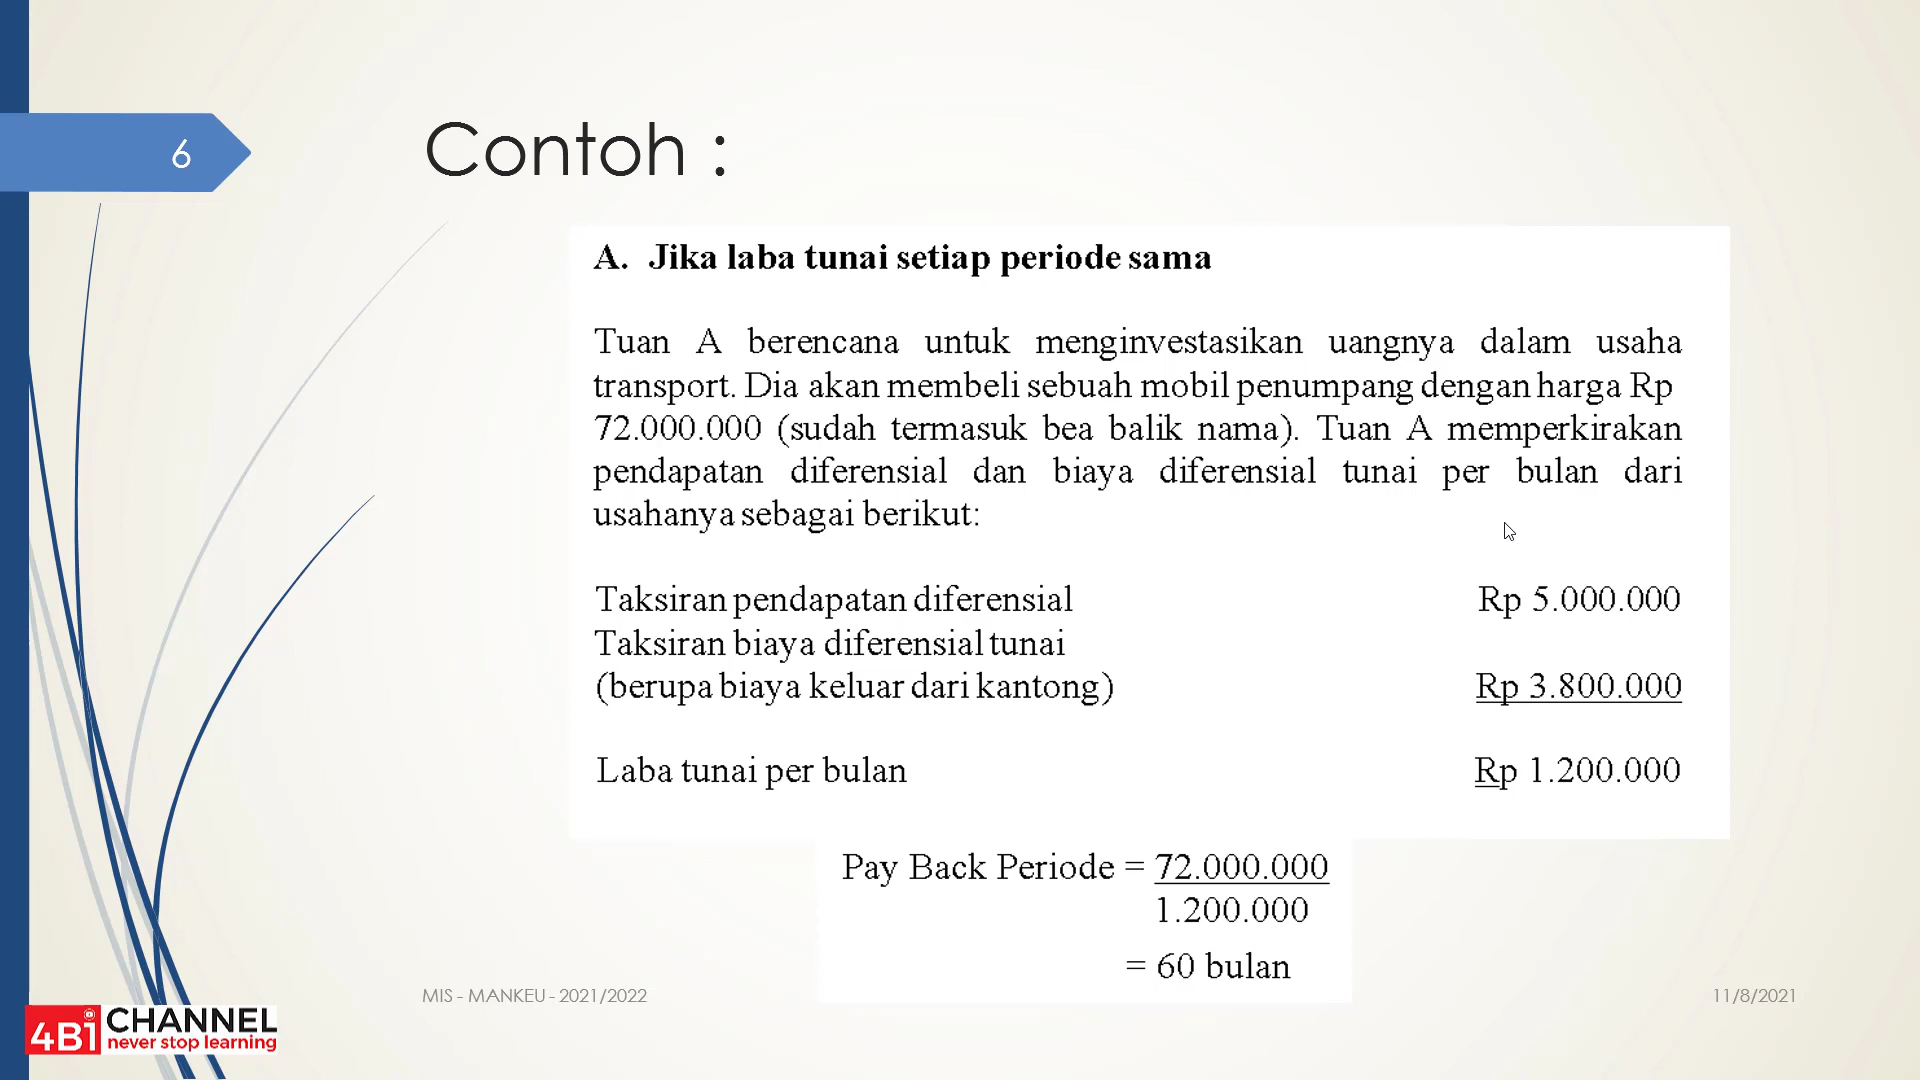 6
Contoh :
A. Jika laba tunai setiap periode sama
Tuan A berencana untuk menginvestasikan uangnya dalam usaha
transport. Dia akan membeli sebuah mobil penumpang dengan harga Rp
72.000.000 (sudah termasuk bea balik nama). Tuan A memperkirakan
pendapatan diferensial dan biaya diferensial tunai per bulan dari
usahanya sebagai berikut:
Taksiran pendapatan diferensial Rp 5.000.000
Taksiran biaya diferensial tunai
(berupa biaya keluar dari kantong) Rp 3.800.000
Laba tunai per bulan Rp 1.200.000
Pay Back Periode = 72.000.000
1.200.000
= 60 bulan
MIS - MANKEU - 2021/2022
11/8/2021
4Bi CHANNEL
never stop learning